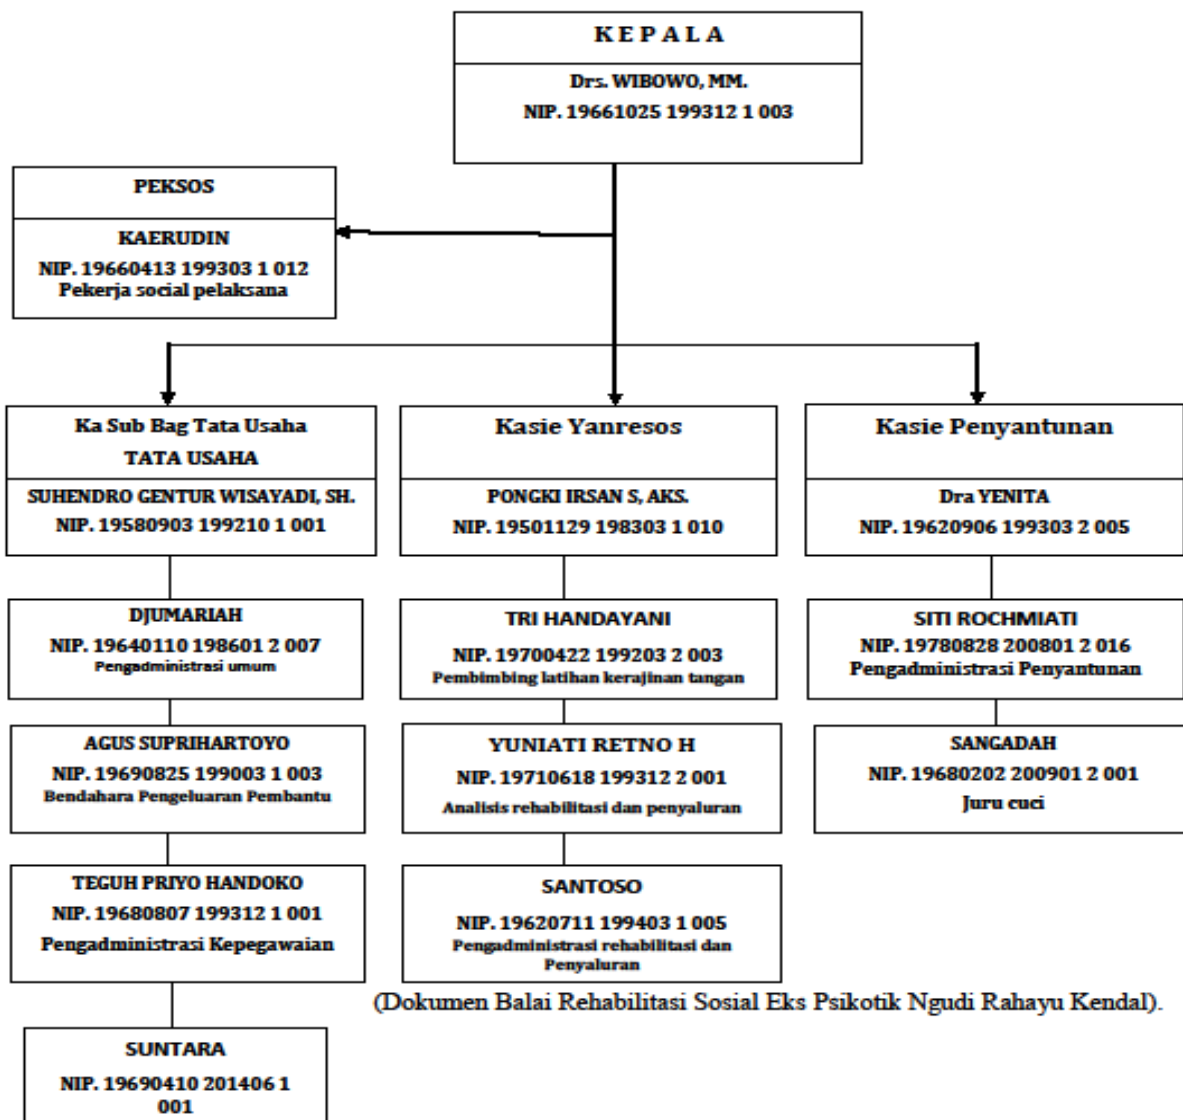 K E P A L A
Drs. WIBOWO, MM.
NIP. 19661025 199312 1 003
PEKSOS
KAERUDIN
NIP. 19660413 199303 1 012
Pekerja social pelaksana
Ka Sub Bag Tata Usaha
TATA USAHA
SUHENDRO GENTUR WISAYADI, SH.
NIP. 19580903 199210 1 001
Kasie Yanresos
PONGKI IRSAN S, AKS.
NIP. 19501129 198303 1 010
Kasie Penyantunan
Dra YENITA
NIP. 19620906 199303 2 005
DJUMARIAH
NIP. 19640110 198601 2 007
Pengadministrasi umum
TRI HANDAYANI
NIP. 19700422 199203 2 003
Pembimbing latihan kerajinan tangan
SITI ROCHMIATI
NIP. 19780828 200801 2 016
Pengadministrasi Penyantunan
AGUS SUPRIHARTOYO
NIP. 19690825 199003 1 003
Bendahara Pengeluaran Pembantu
YUNIATI RETNO H
NIP. 19710618 199312 2 001
Analisis rehabilitasi dan penyaluran
SANGADAH
NIP. 19680202 200901 2 001
Juru cuci
TEGUH PRIYO HANDOKO
NIP. 19680807 199312 1 001
Pengadministrasi Kepegawaian
SANTOSO
NIP. 19620711 199403 1 005
Pengadministrasi rehabilitasi dan
Penyaluran
(Dokumen Balai Rehabilitasi Sosial Eks Psikotik Ngudi Rahayu Kendal).
SUNTARA
NIP. 19690410 201406 1
001